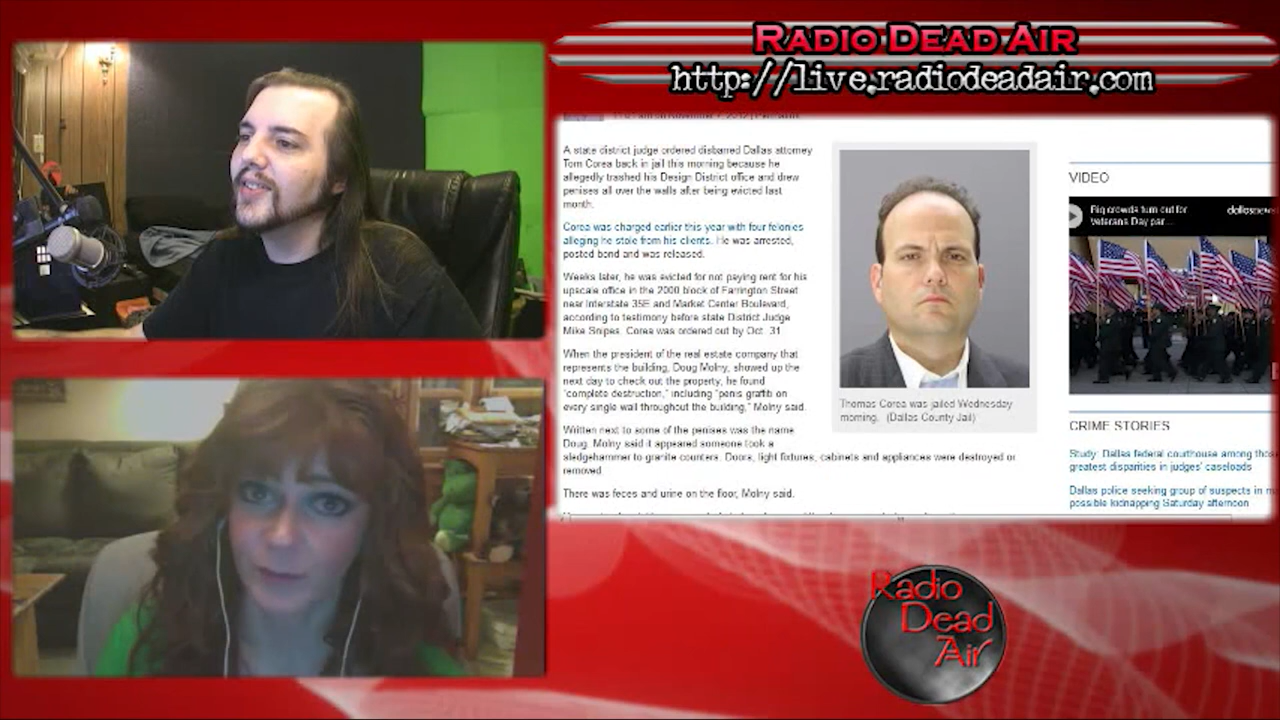 Radio Dead Air
http://live.radiodeadair.com
A state district judge ordered disbarred Dallas attorney
Tom Corea back in jail this morning because he
allegedly trashed his Design District office and drew
penises all over the walls after being evicted last
month.
Corea was charged earlier this year with four felonies
alleging he stole from his clients. He was arrested,
posted bond and was released.
Weeks later, he was evicted for not paying rent for his
upscale office in the 2000 block of Farrington Street
near Interstate 35E and Market Center Boulevard,
according to testimony before state District Judge
Mike Snipes. Corea was ordered out by Oct. 31
When the president of the real estate company that
represents the building, Doug Molny, showed up the
next day to check out the property, he found
"complete destruction," including "penis graffiti on
every single wall throughout the building," Molny said.
Written next to some of the penises was the name
Doug. Molny said it appeared someone took a
sledgehammer to granite counters. Doors, light fixtures, cabinets and appliances were destroyed or
removed.
There was feces and urine on the floor, Molny said.
Thomas Corea was jailed Wednesday
morning. (Dallas County Jail)
VIDEO
Big crowds turn out for
Veterans Day par...
CRIME STORIES
Study: Dallas federal courthouse among
greatest disparities in judges' caseloads
Dallas police seeking group of suspects in
possible kidnapping Saturday afternoon
Radio
Dead
Air